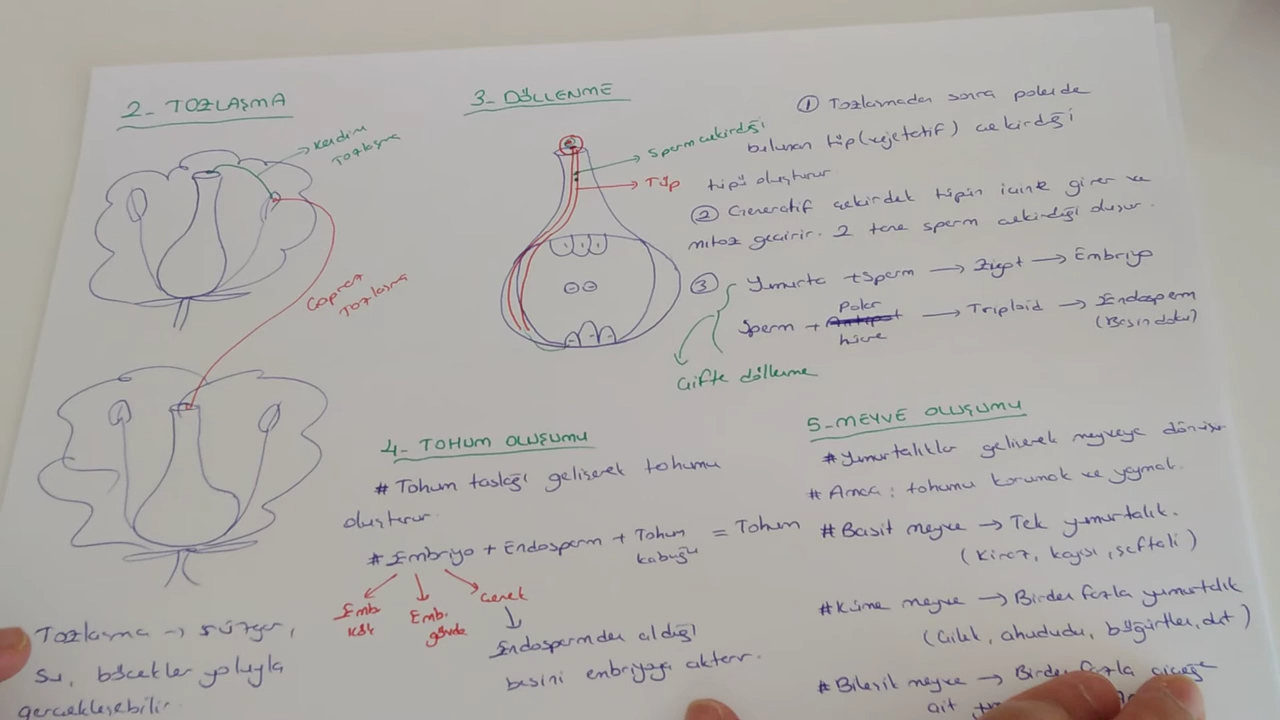 2- TOZLAŞMA
Kendine
Tozlaşma
Çapraz
Tozlaşma
Tozlaşma → rüzgar,
su, böcekler yoluyla
gerçekleşebilir.
3- DÖLLENME
Sperm çekirdeği
Tüp
① Tozlaşmadan sonra polende
bulunan tüp (vejetatif) çekirdeği
tüpü oluşturur
② Generatif çekirdek tüpün içine girer ve
mitoz geçirir. 2 tane sperm çekirdeği oluşur.
③ Yumurta + Sperm → Zigot → Embriyo
Sperm + Polar hücre → Triploid → Endosperm
(Besin doku)
Çifte döllenme
4- TOHUM OLUŞUMU
# Tohum taslağı gelişerek tohumu
oluşturur.
# Embriyo + Endosperm + Tohum kabuğu = Tohum
Emb. kök
Emb. gövde
Çenek
Endospermden aldığı
besini embriyoya aktarır.
5- MEYVE OLUŞUMU
# Yumurtalıklar gelişerek meyveye dönüşür
# Amaç : tohumu korumak ve yaymak.
# Basit meyve → Tek yumurtalık.
(Kiraz, kayısı, şeftali)
# Küme meyve → Birden fazla yumurtalık
(Çilek, ahududu, böğürtlen, dut)
# Bileşik meyve → Birden fazla çiçeğe
ait